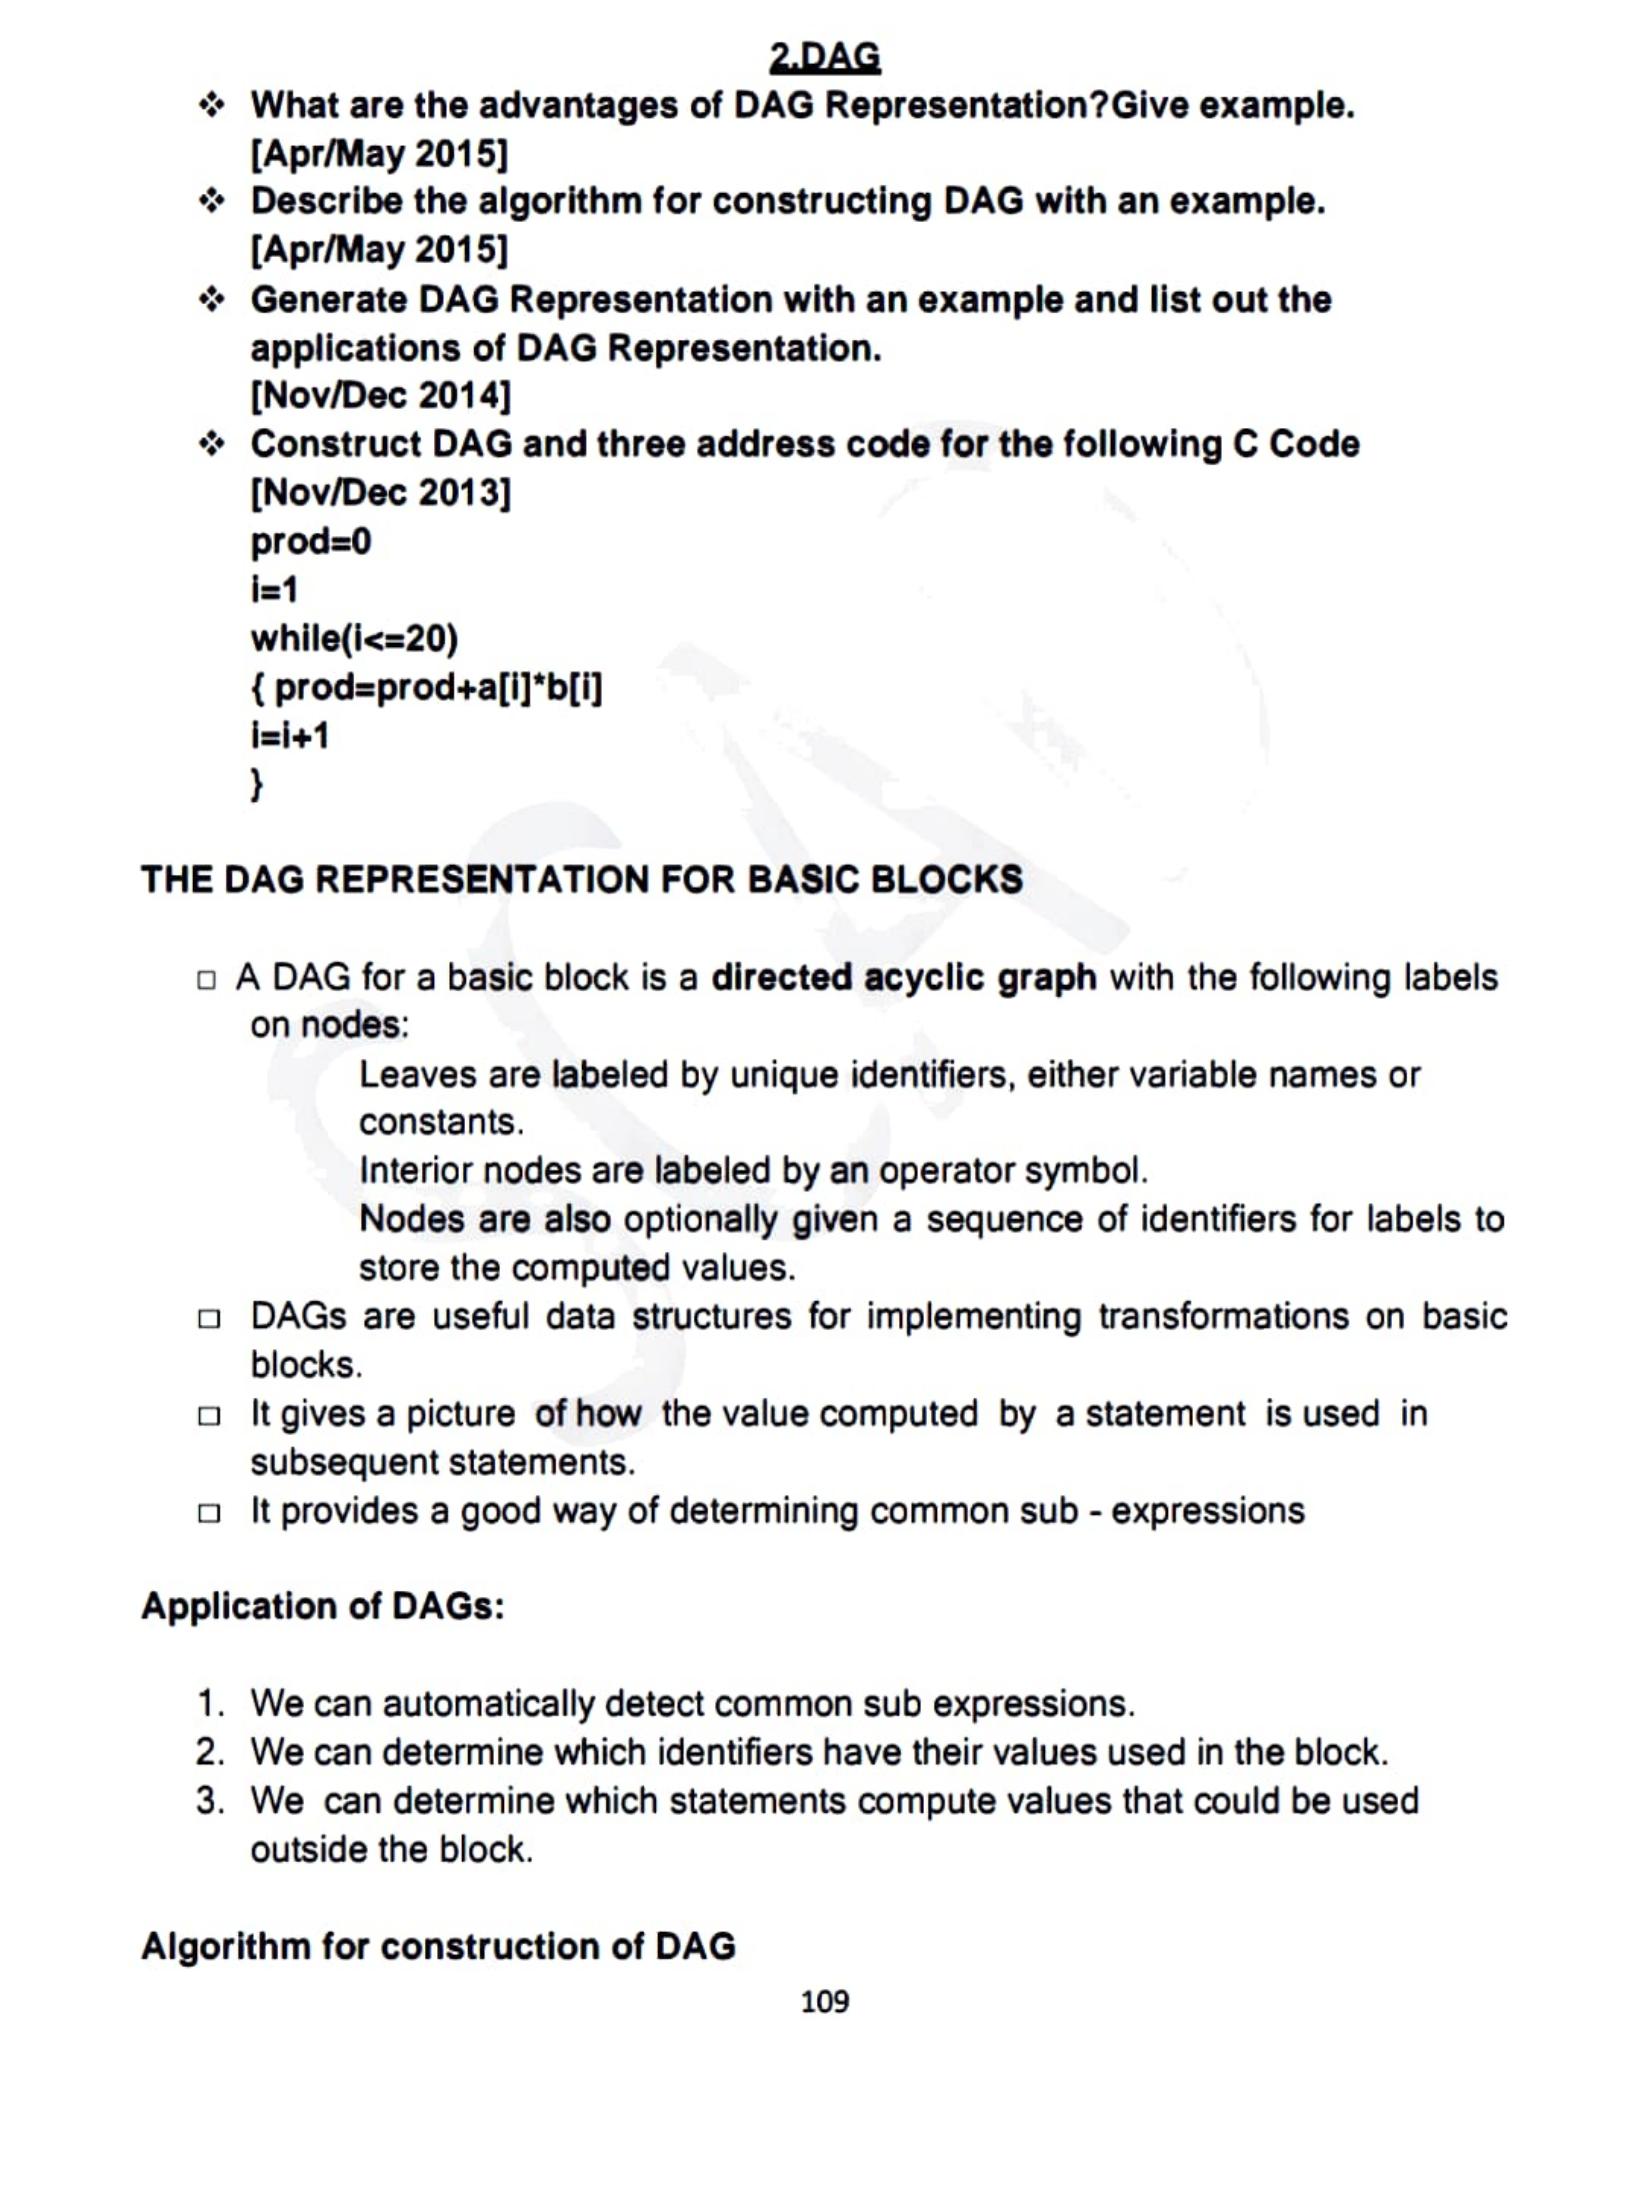 2.DAG
❖ What are the advantages of DAG Representation?Give example.
[Apr/May 2015]
❖ Describe the algorithm for constructing DAG with an example.
[Apr/May 2015]
❖ Generate DAG Representation with an example and list out the
applications of DAG Representation.
[Nov/Dec 2014]
❖ Construct DAG and three address code for the following C Code
[Nov/Dec 2013]
prod=0
i=1
while(i<=20)
{ prod=prod+a[i]*b[i]
i=i+1
}
THE DAG REPRESENTATION FOR BASIC BLOCKS
□ A DAG for a basic block is a directed acyclic graph with the following labels
on nodes:
Leaves are labeled by unique identifiers, either variable names or
constants.
Interior nodes are labeled by an operator symbol.
Nodes are also optionally given a sequence of identifiers for labels to
store the computed values.
□ DAGs are useful data structures for implementing transformations on basic
blocks.
□ It gives a picture of how the value computed by a statement is used in
subsequent statements.
□ It provides a good way of determining common sub - expressions
Application of DAGs:
1. We can automatically detect common sub expressions.
2. We can determine which identifiers have their values used in the block.
3. We can determine which statements compute values that could be used
outside the block.
Algorithm for construction of DAG
109